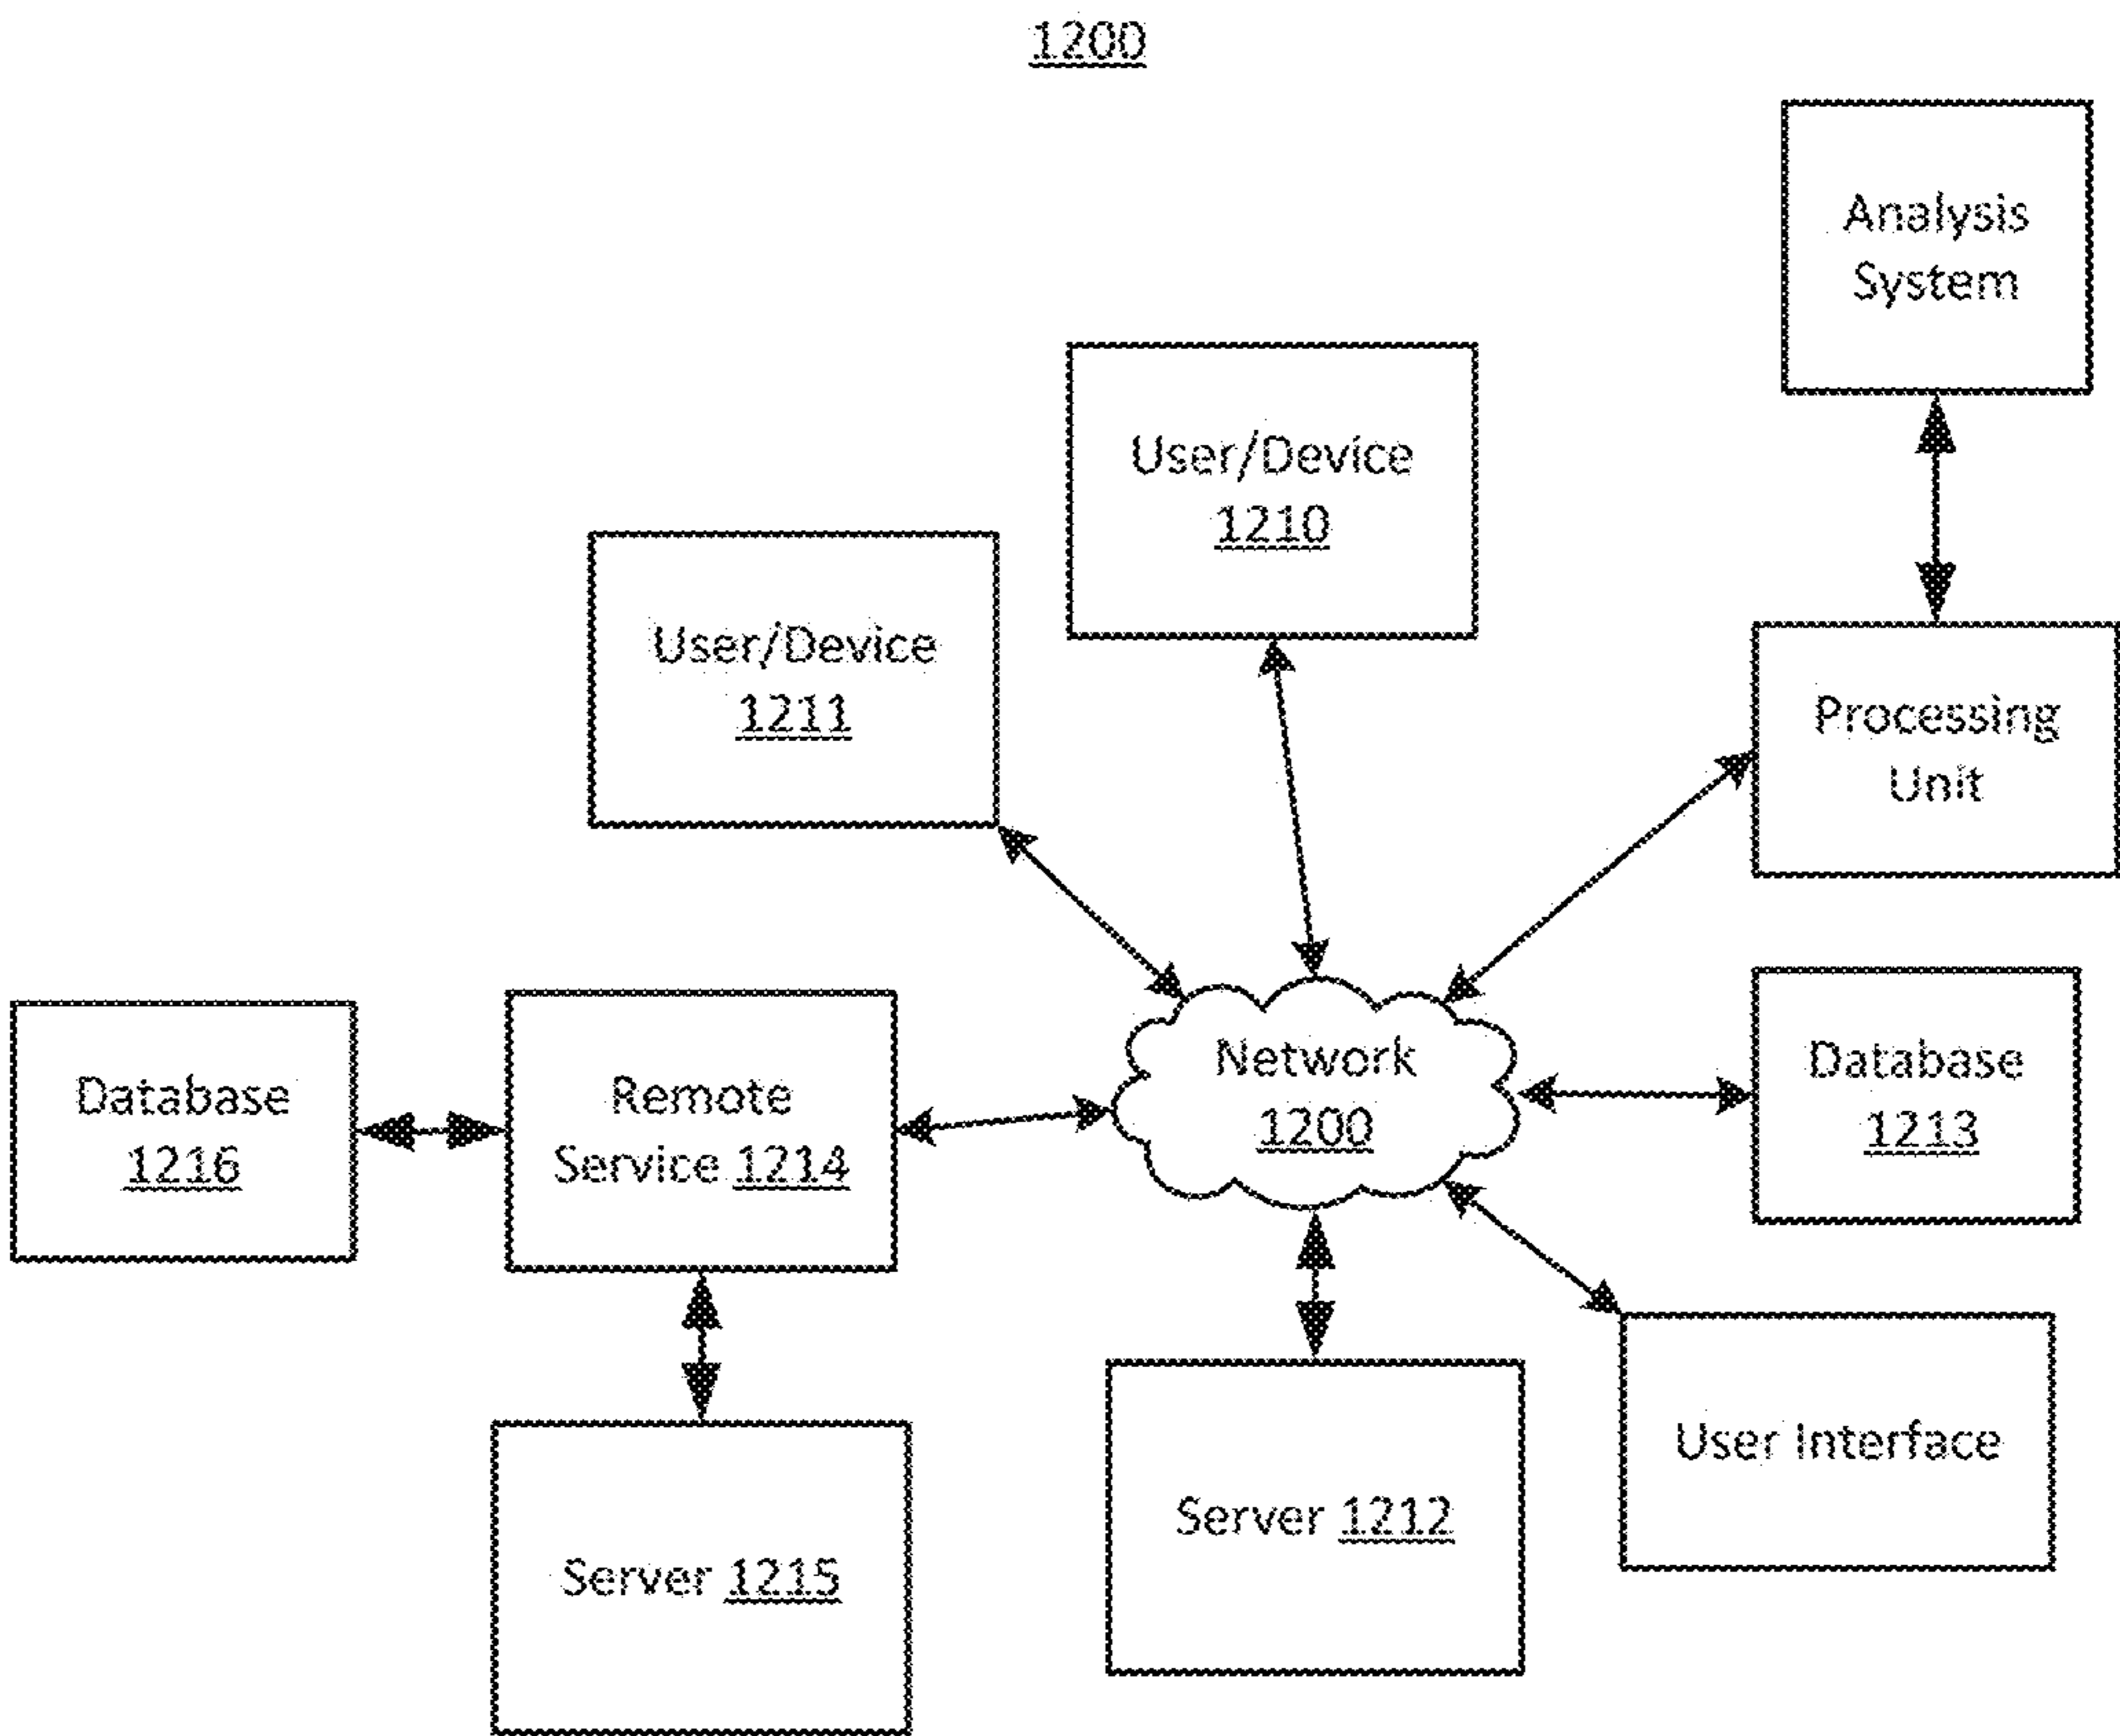 1200
Analysis
System
User/Device
1210
User/Device
1211
Processing
Unit
Network
1200
Database
1213
Remote
Service 1214
Database
1216
User Interface
Server 1212
Server 1215